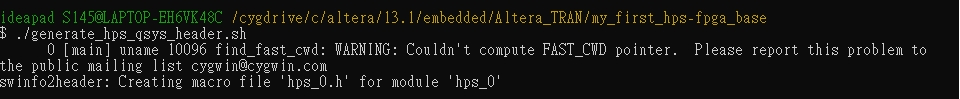 ideapad S145@LAPTOP-EH6VK48C /cygdrive/c/altera/13.1/embedded/Altera_TRAN/my_first_hps-fpga_base
$ ./generate_hps_qsys_header.sh
      0 [main] uname 10096 find_fast_cwd: WARNING: Couldn't compute FAST_CWD pointer.  Please report this problem to
the public mailing list cygwin@cygwin.com
swinfo2header: Creating macro file 'hps_0.h' for module 'hps_0'